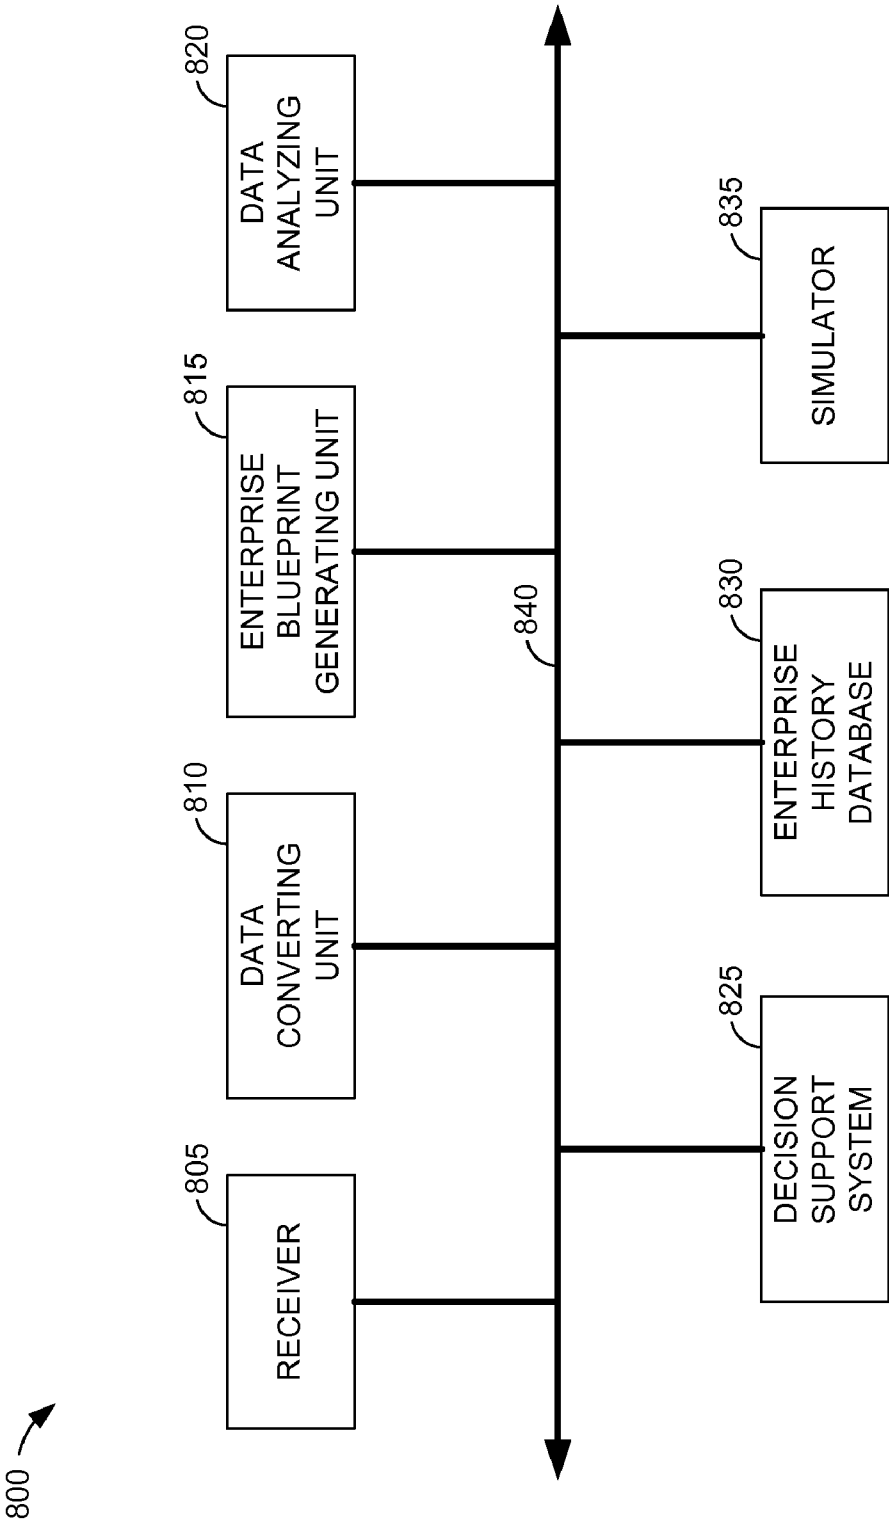 800
805
RECEIVER
810
DATA
CONVERTING
UNIT
815
ENTERPRISE
BLUEPRINT
GENERATING UNIT
820
DATA
ANALYZING
UNIT
840
825
DECISION
SUPPORT
SYSTEM
830
ENTERPRISE
HISTORY
DATABASE
835
SIMULATOR